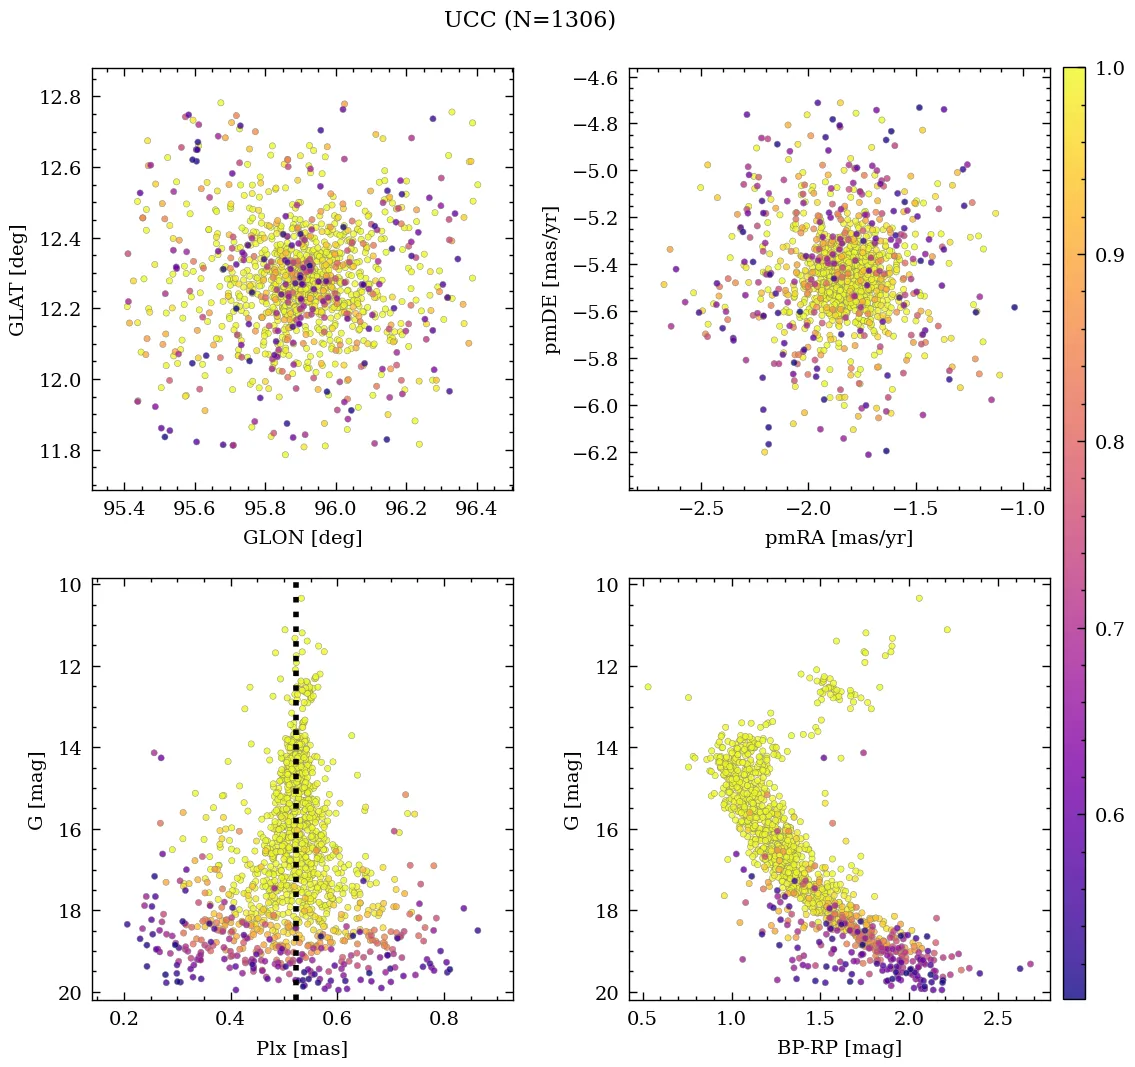 UCC (N=1306)
12.8
12.6
12.4
12.2
12.0
11.8
GLAT [deg]
95.4 95.6 95.8 96.0 96.2 96.4
GLON [deg]
−4.6
−4.8
−5.0
−5.2
−5.4
−5.6
−5.8
−6.0
−6.2
pmDE [mas/yr]
−2.5 −2.0 −1.5 −1.0
pmRA [mas/yr]
10
12
14
16
18
20
G [mag]
0.2 0.4 0.6 0.8
Plx [mas]
10
12
14
16
18
20
G [mag]
0.5 1.0 1.5 2.0 2.5
BP-RP [mag]
1.0
0.9
0.8
0.7
0.6